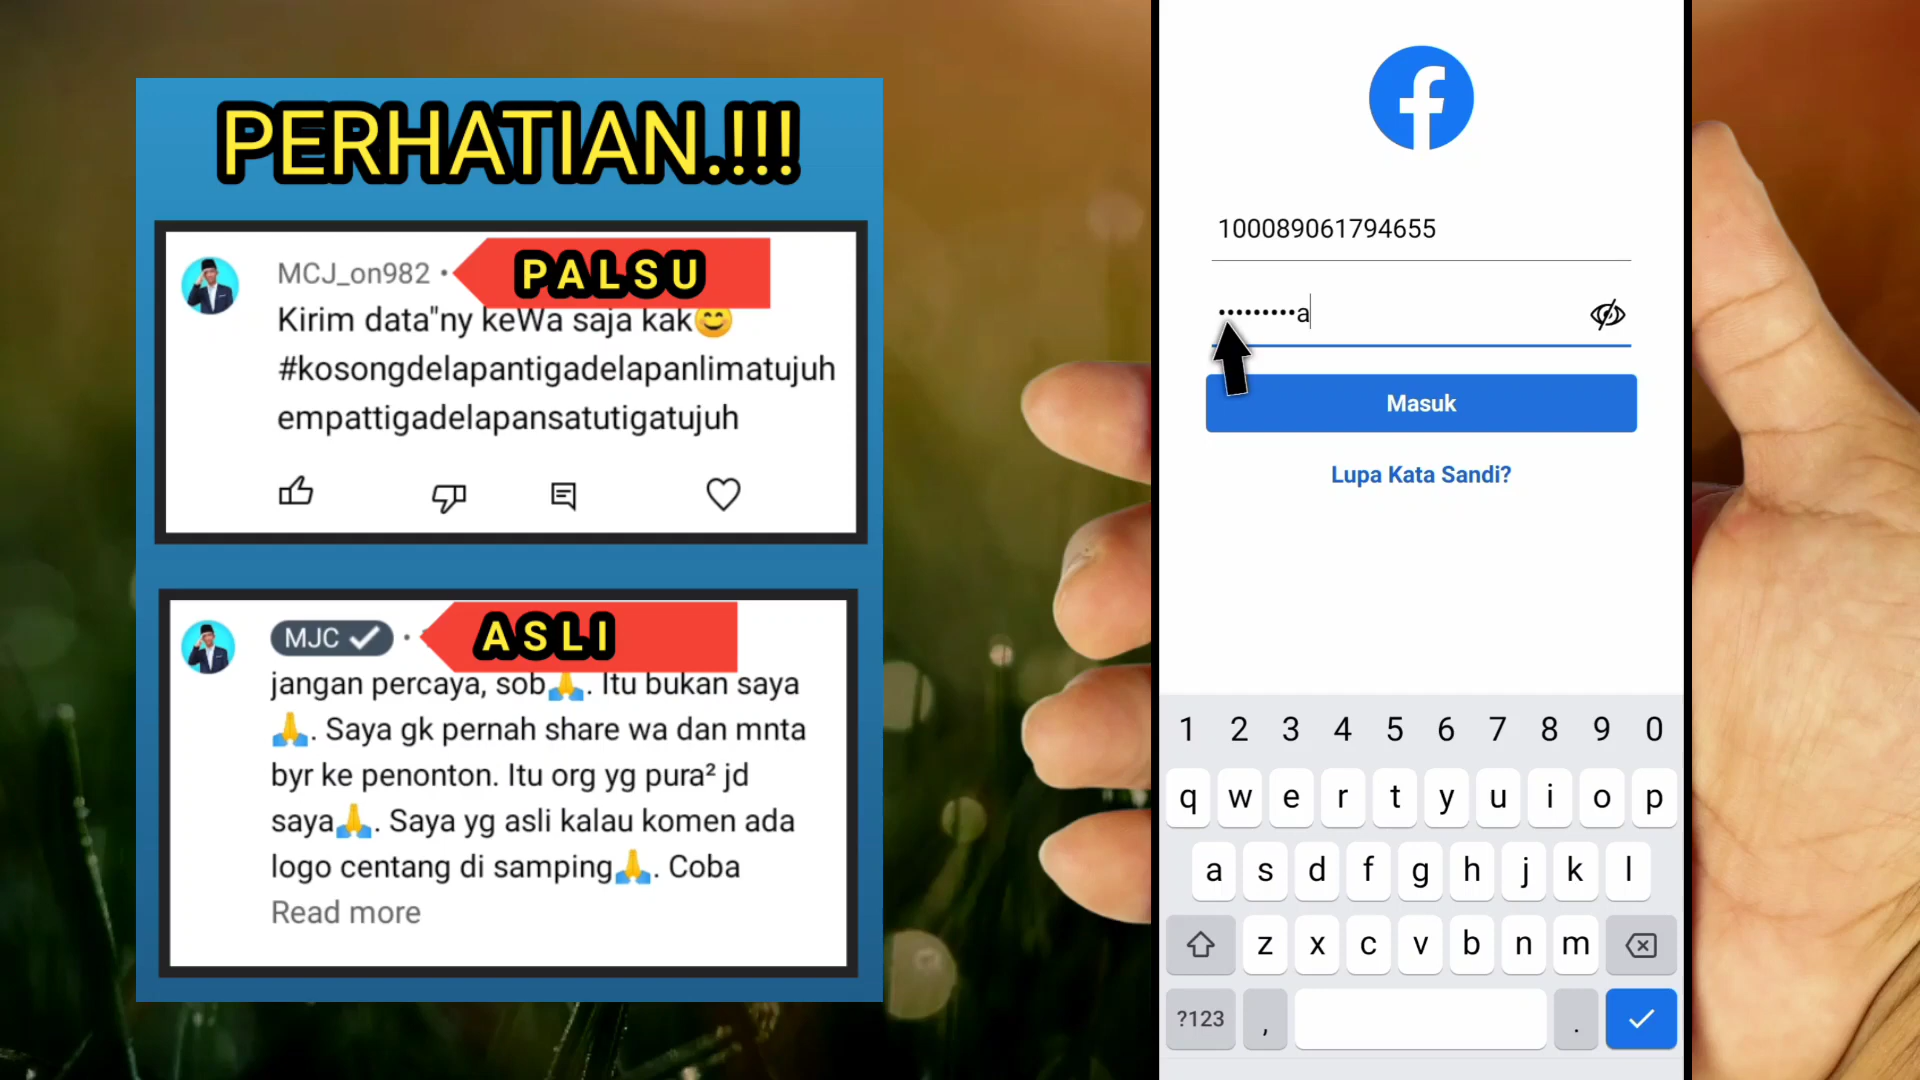 PERHATIAN.!!!
MCJ_on982 •
PALSU
Kirim data"ny keWa saja kak😊
#kosongdelapantigadelapanlimatujuh
empattigadelapansatutigatujuh
MJC ✓ •
ASLI
jangan percaya, sob🙏. Itu bukan saya
🙏. Saya gk pernah share wa dan mnta
byr ke penonton. Itu org yg pura² jd
saya🙏. Saya yg asli kalau komen ada
logo centang di samping🙏. Coba
Read more
100089061794655
•••••••••a
Masuk
Lupa Kata Sandi?
1 2 3 4 5 6 7 8 9 0
q w e r t y u i o p
a s d f g h j k l
z x c v b n m
?123 , .